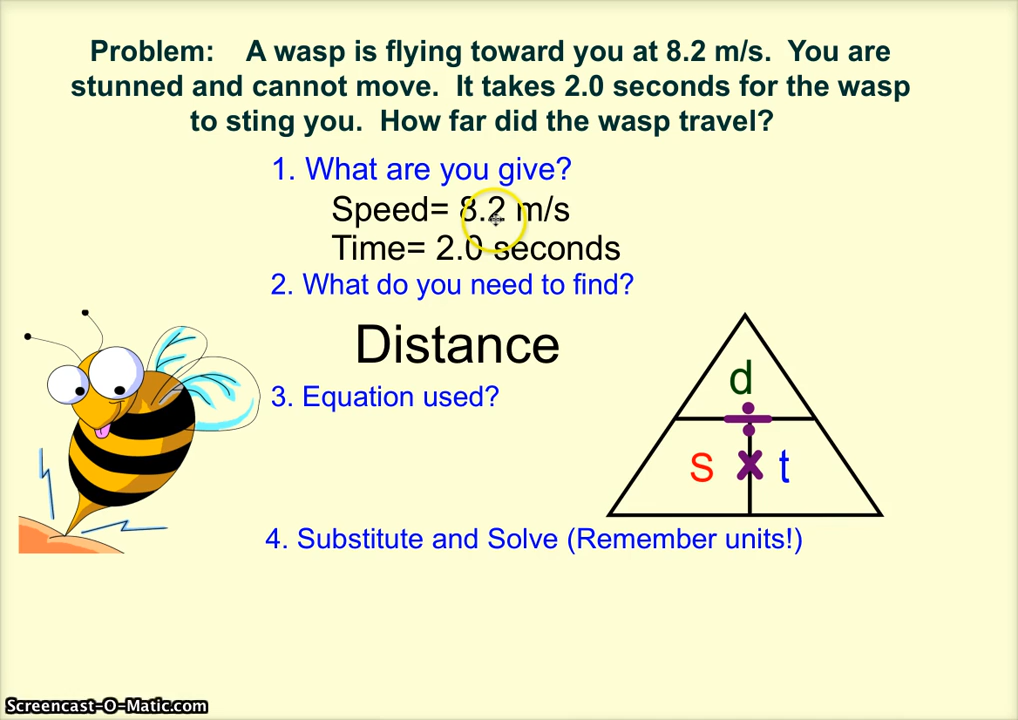 Problem: A wasp is flying toward you at 8.2 m/s. You are
stunned and cannot move. It takes 2.0 seconds for the wasp
to sting you. How far did the wasp travel?
1. What are you give?
Speed= 8.2 m/s
Time= 2.0 seconds
2. What do you need to find?
Distance
3. Equation used?
d
÷
s × t
4. Substitute and Solve (Remember units!)
Screencast-O-Matic.com